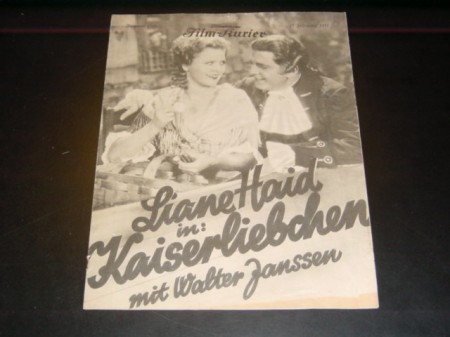 Film-Kurier
Liane Haid
in:
Kaiserliebchen
mit Walter Janssen